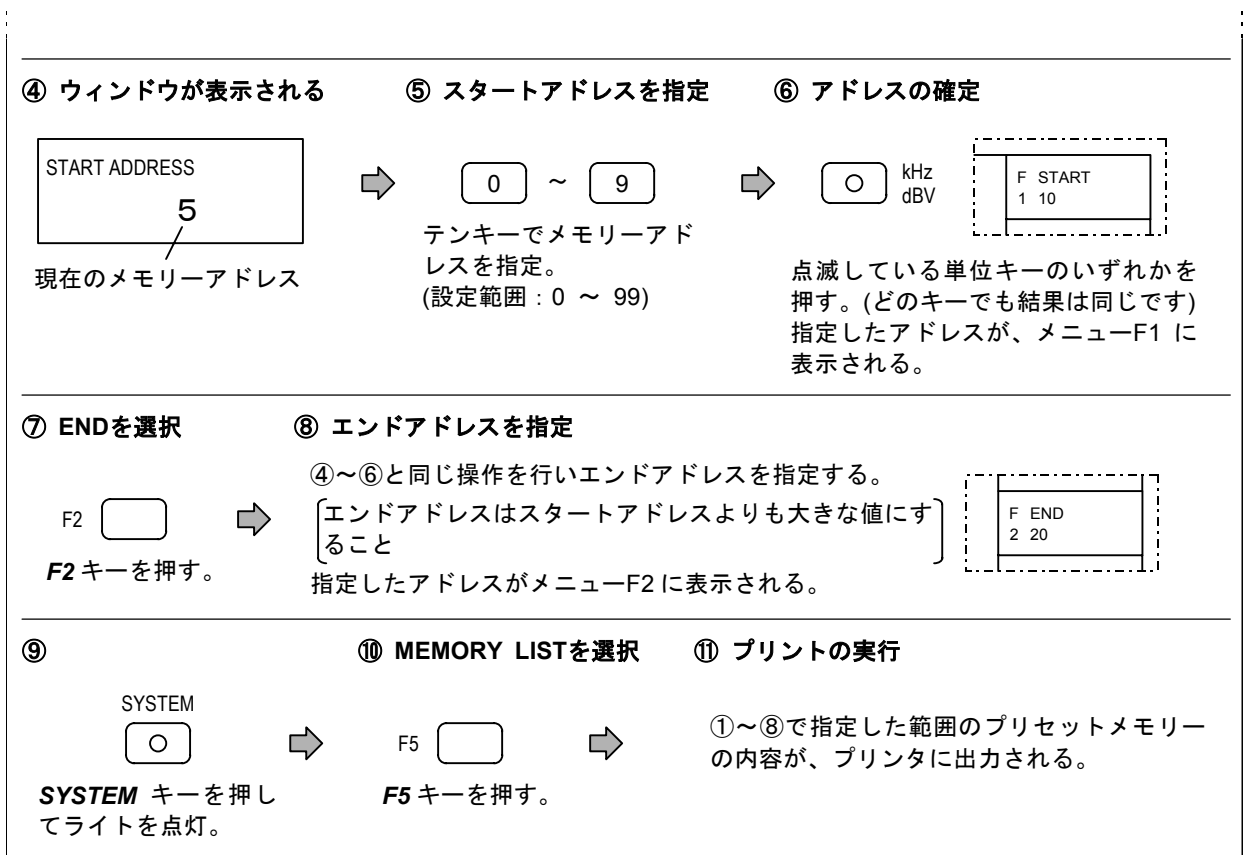 ④ ウィンドウが表示される
START ADDRESS
5
現在のメモリーアドレス
⑤ スタートアドレスを指定
0 ～ 9
テンキーでメモリーアド
レスを指定。
(設定範囲：0 ～ 99)
⑥ アドレスの確定
kHz
dBV
F START
1 10
点滅している単位キーのいずれかを
押す。(どのキーでも結果は同じです)
指定したアドレスが、メニューF1 に
表示される。
⑦ ENDを選択
F2
F2 キーを押す。
⑧ エンドアドレスを指定
④～⑥と同じ操作を行いエンドアドレスを指定する。
エンドアドレスはスタートアドレスよりも大きな値にす
ること
指定したアドレスがメニューF2 に表示される。
F END
2 20
⑨
SYSTEM
SYSTEM キーを押し
てライトを点灯。
⑩ MEMORY LISTを選択
F5
F5 キーを押す。
⑪ プリントの実行
①～⑧で指定した範囲のプリセットメモリー
の内容が、プリンタに出力される。